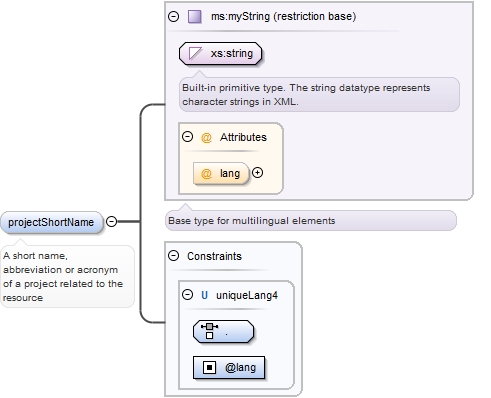 ms:myString (restriction base)
xs:string
Built-in primitive type. The string datatype represents
character strings in XML.
@ Attributes
@ lang
projectShortName
A short name,
abbreviation or acronym
of a project related to the
resource
Base type for multilingual elements
Constraints
U uniqueLang4
.
@lang